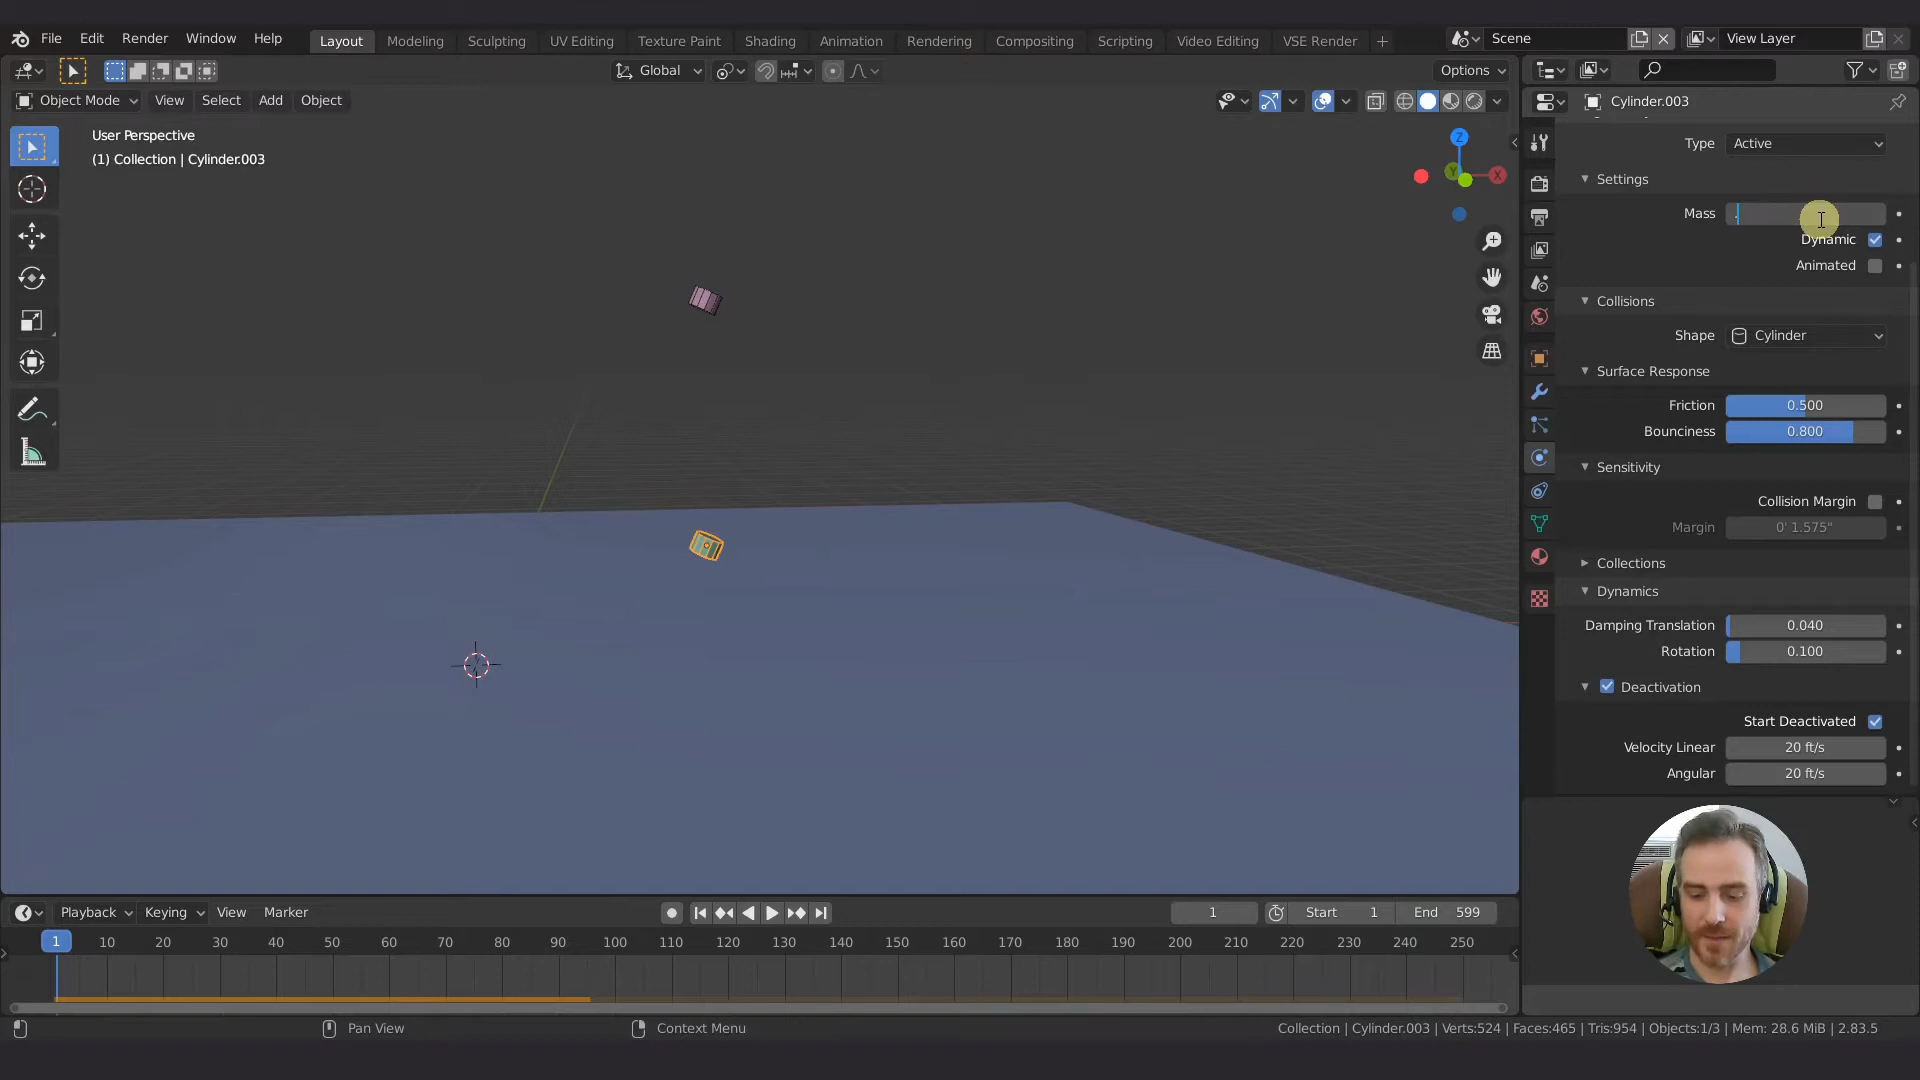 File Edit Render Window Help Layout Modeling Sculpting UV Editing Texture Paint Shading Animation Rendering Compositing Scripting Video Editing VSE Render + Scene View Layer
Global Options
Object Mode View Select Add Object Cylinder.003
User Perspective
(1) Collection | Cylinder.003
Z
Y
X
Type Active
Settings
Mass .
Dynamic
Animated
Collisions
Shape Cylinder
Surface Response
Friction 0.500
Bounciness 0.800
Sensitivity
Collision Margin
Margin 0' 1.575"
Collections
Dynamics
Damping Translation 0.040
Rotation 0.100
Deactivation
Start Deactivated
Velocity Linear 20 ft/s
Angular 20 ft/s
Playback Keying View Marker 1 Start 1 End 599
1 10 20 30 40 50 60 70 80 90 100 110 120 130 140 150 160 170 180 190 200 210 220 230 240 250
Pan View Context Menu Collection | Cylinder.003 | Verts:524 | Faces:465 | Tris:954 | Objects:1/3 | Mem: 28.6 MiB | 2.83.5